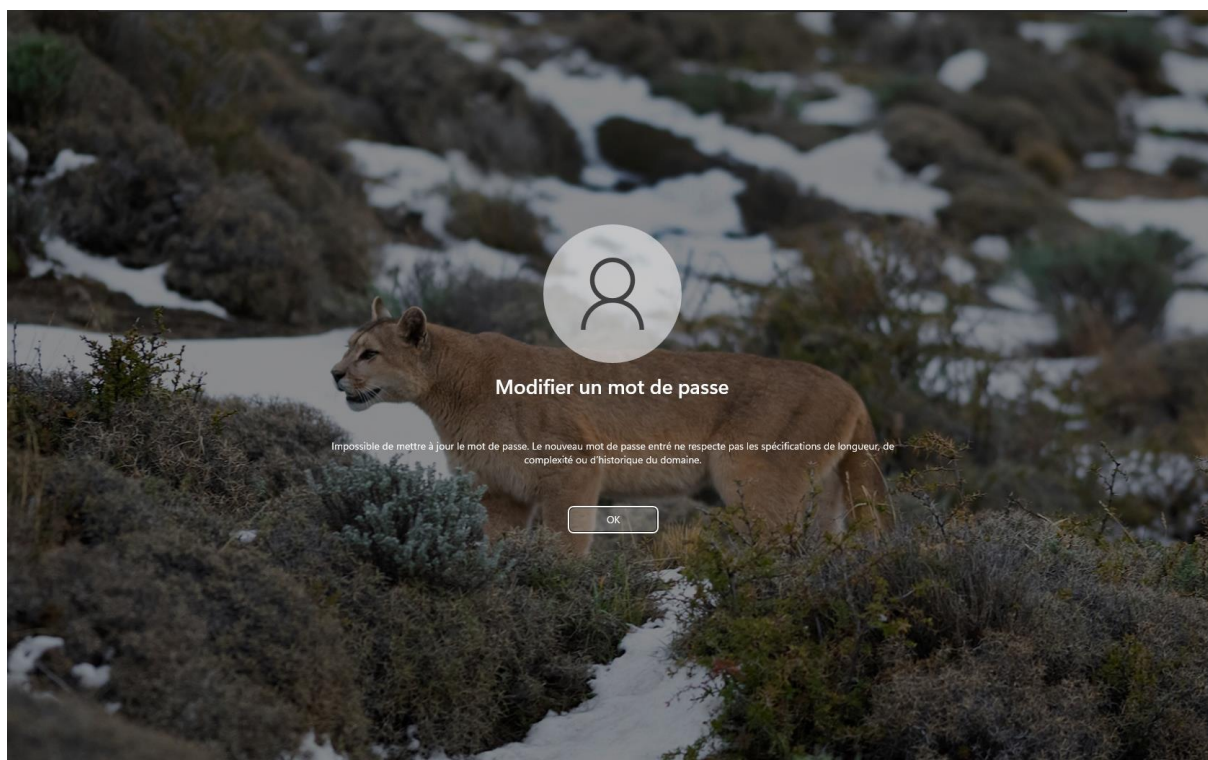 Modifier un mot de passe
Impossible de mettre à jour le mot de passe. Le nouveau mot de passe entré ne respecte pas les spécifications de longueur, de
complexité ou d'historique du domaine.
OK